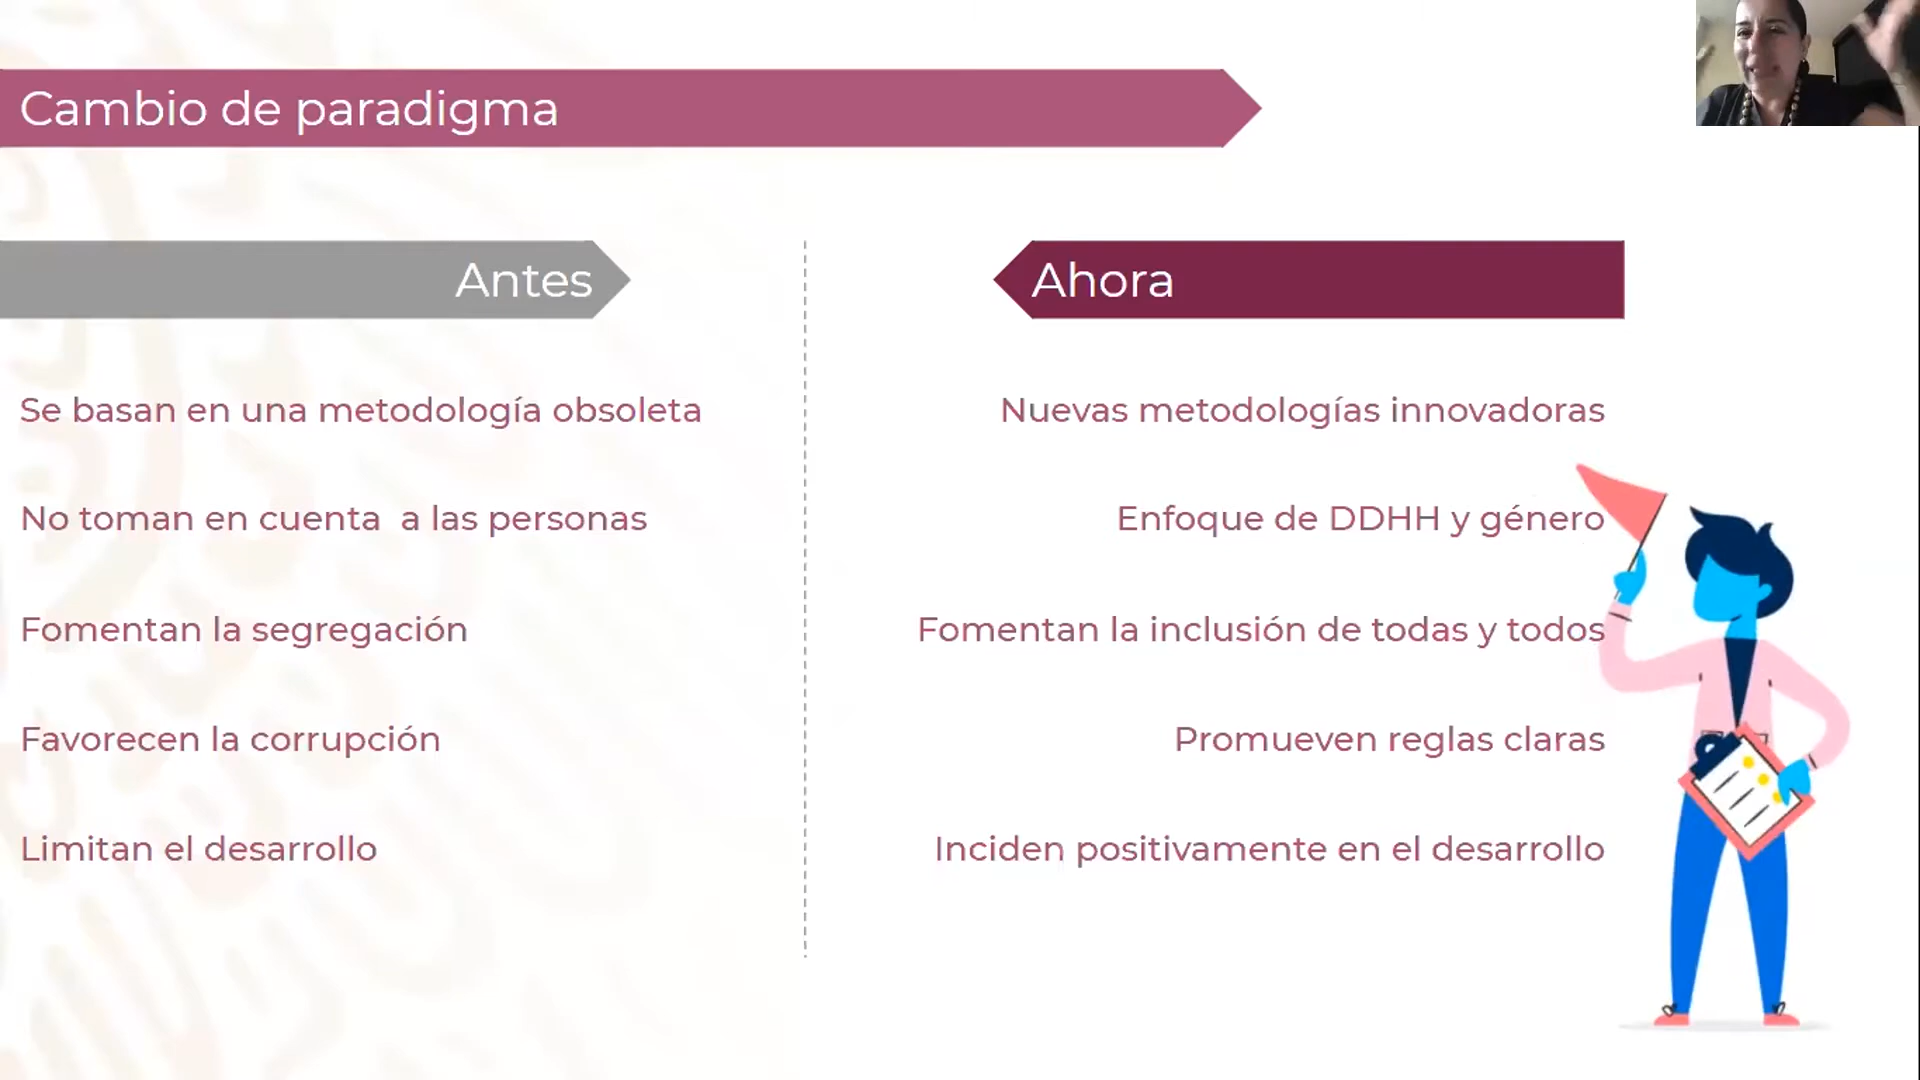 Cambio de paradigma
Antes
Se basan en una metodología obsoleta
No toman en cuenta  a las personas
Fomentan la segregación
Favorecen la corrupción
Limitan el desarrollo
Ahora
Nuevas metodologías innovadoras
Enfoque de DDHH y género
Fomentan la inclusión de todas y todos
Promueven reglas claras
Inciden positivamente en el desarrollo